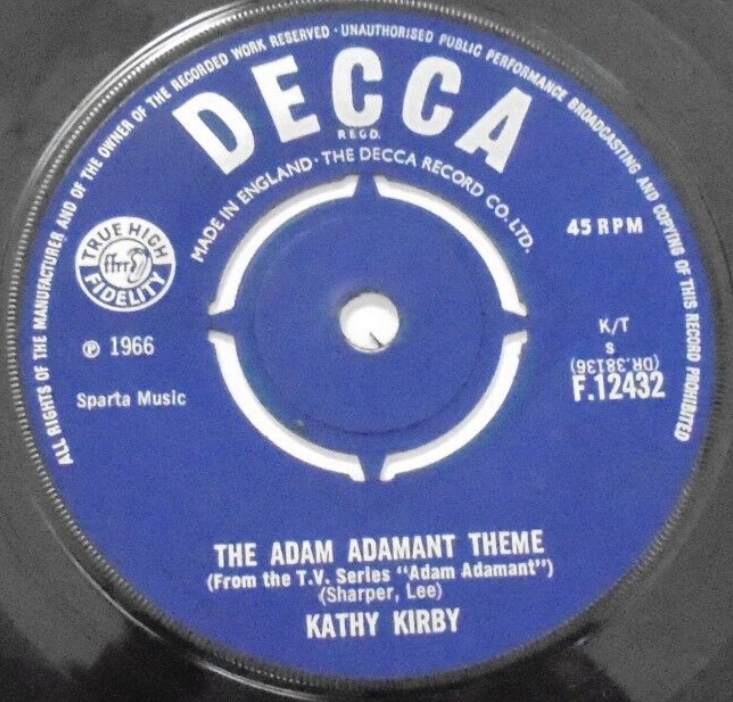 ALL RIGHTS OF THE MANUFACTURER AND OF THE OWNER OF THE RECORDED WORK RESERVED · UNAUTHORISED PUBLIC PERFORMANCE BROADCASTING AND COPYING OF THIS RECORD PROHIBITED
DECCA
REGD.
MADE IN ENGLAND · THE DECCA RECORD CO. LTD.
TRUE HIGH
ffrr
FIDELITY
45 RPM
℗ 1966
Sparta Music
K/T
S
(DR.38136)
F.12432
THE ADAM ADAMANT THEME
(From the T.V. Series "Adam Adamant")
(Sharper, Lee)
KATHY KIRBY